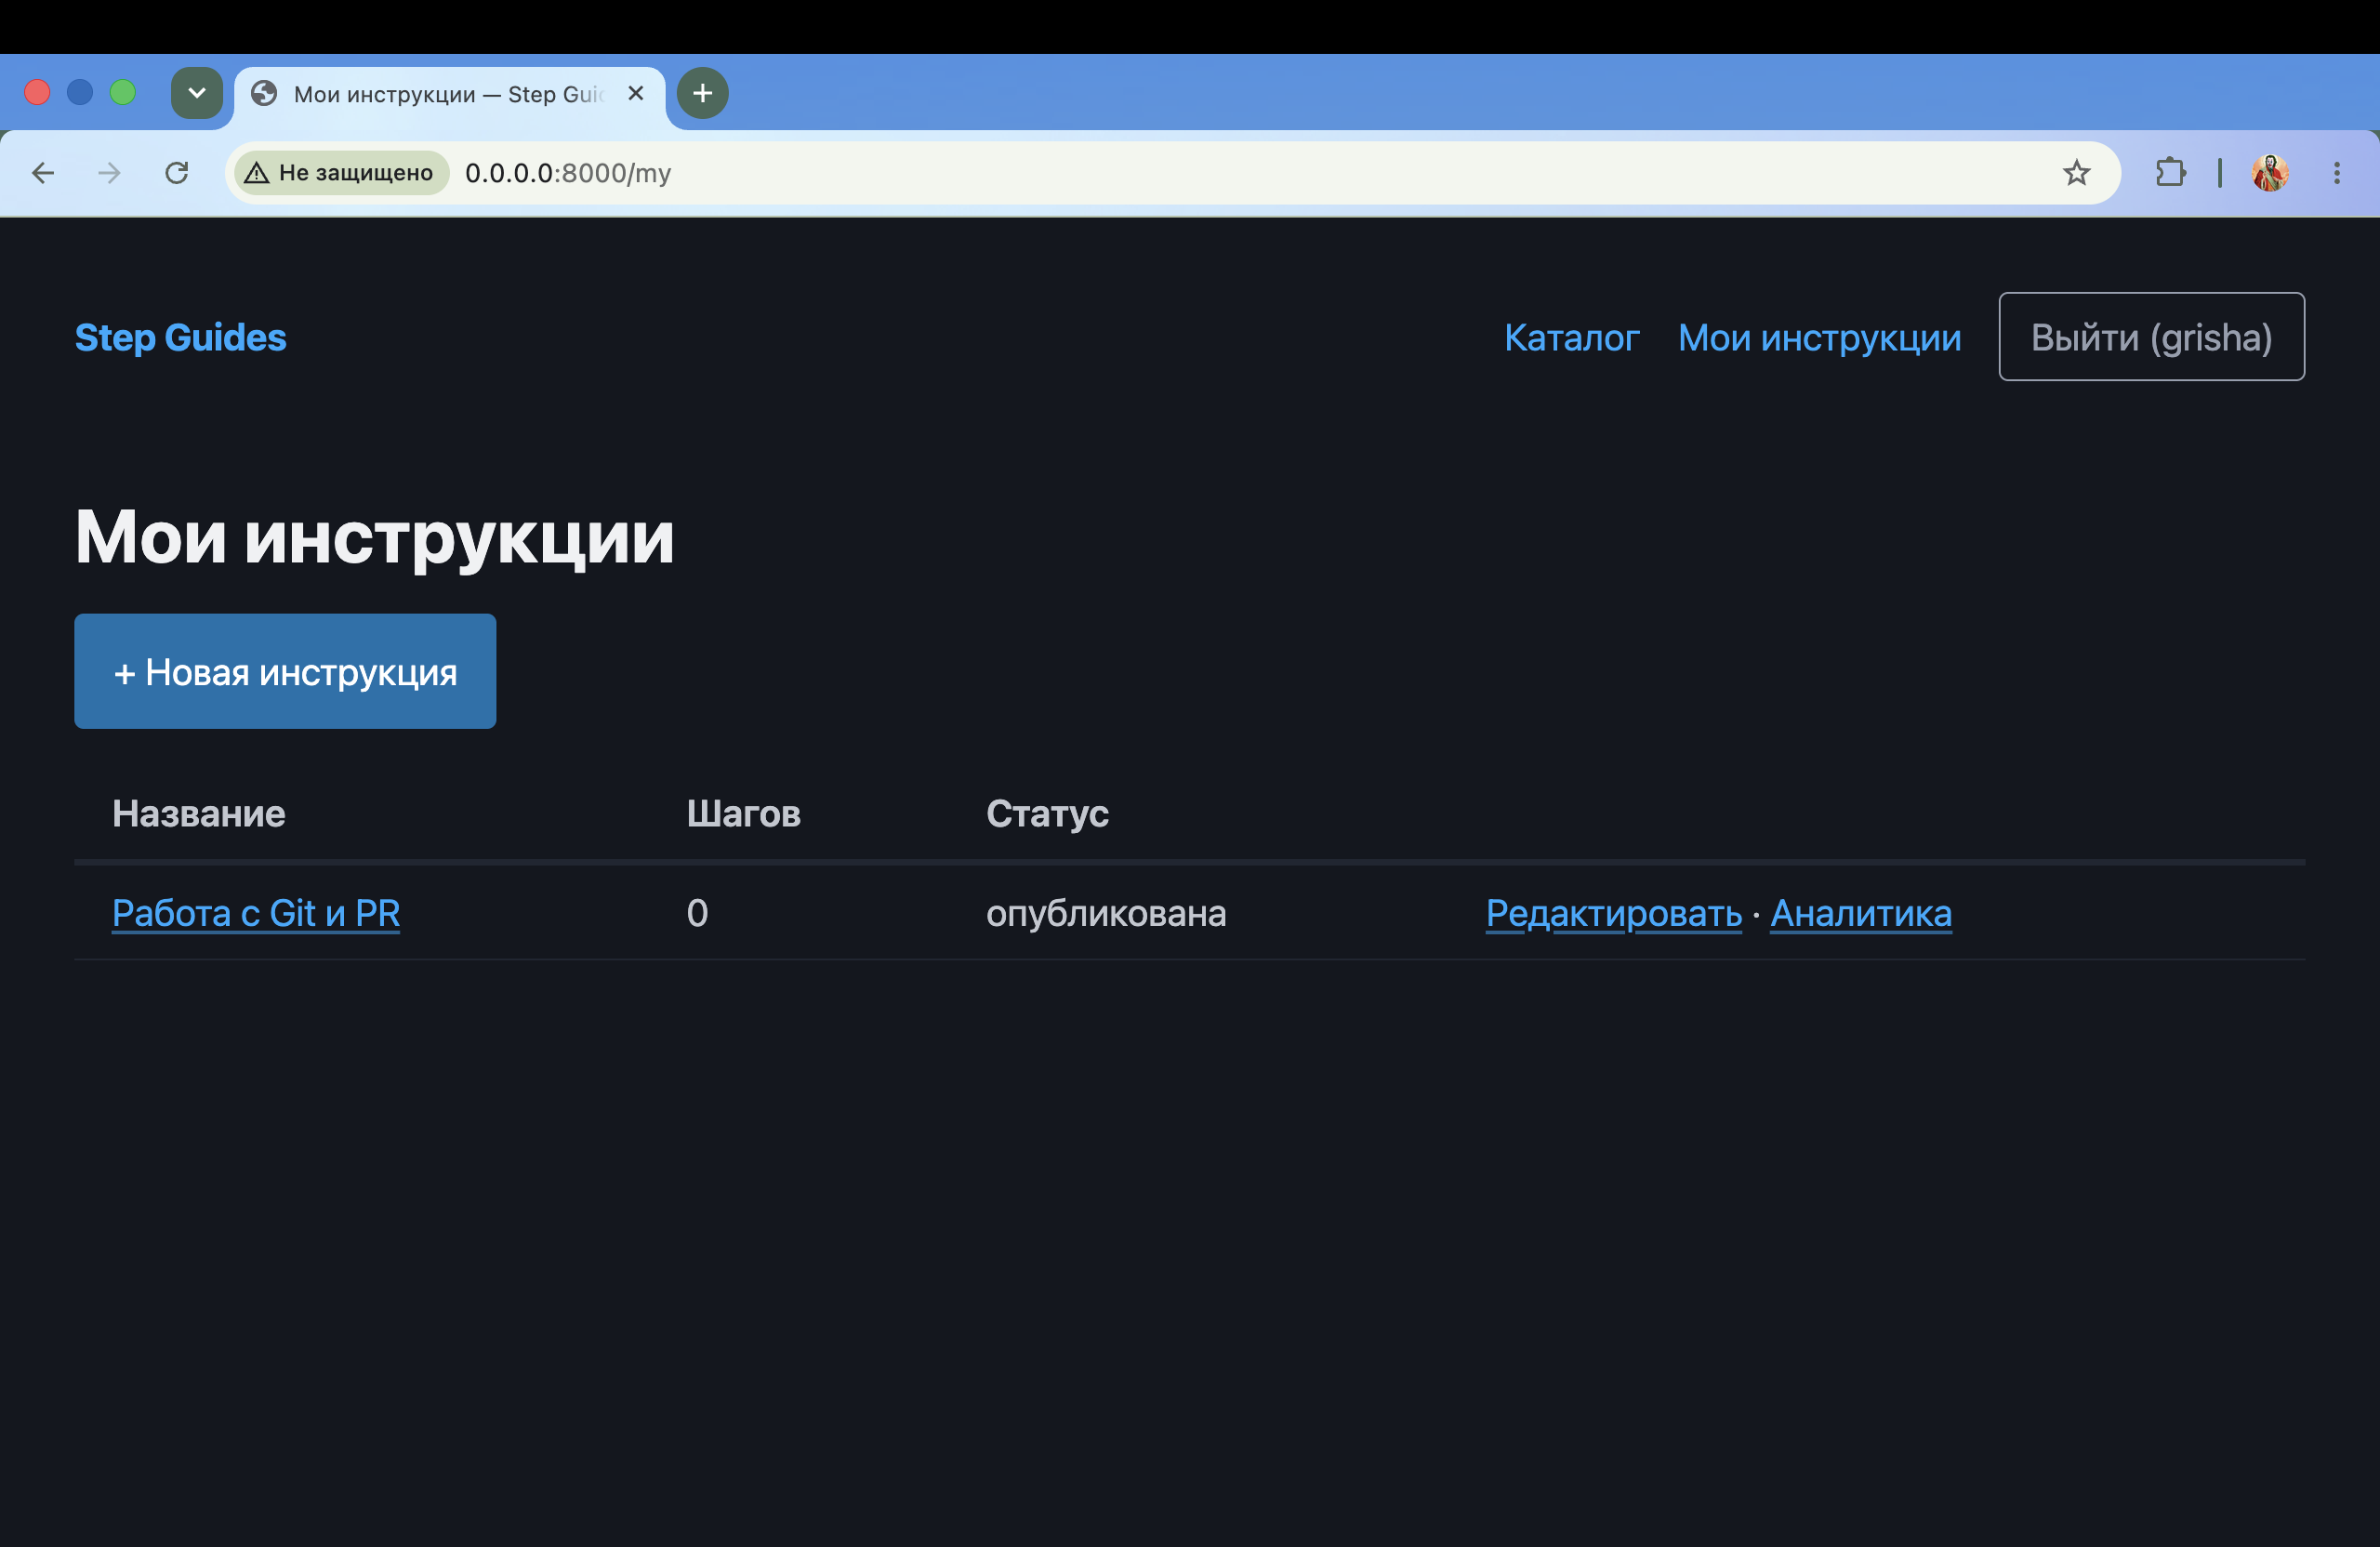 Мои инструкции — Step Gui
Не защищено 0.0.0.0:8000/my
Step Guides Каталог Мои инструкции Выйти (grisha)
Мои инструкции
+ Новая инструкция
Название Шагов Статус
Работа с Git и PR 0 опубликована Редактировать · Аналитика